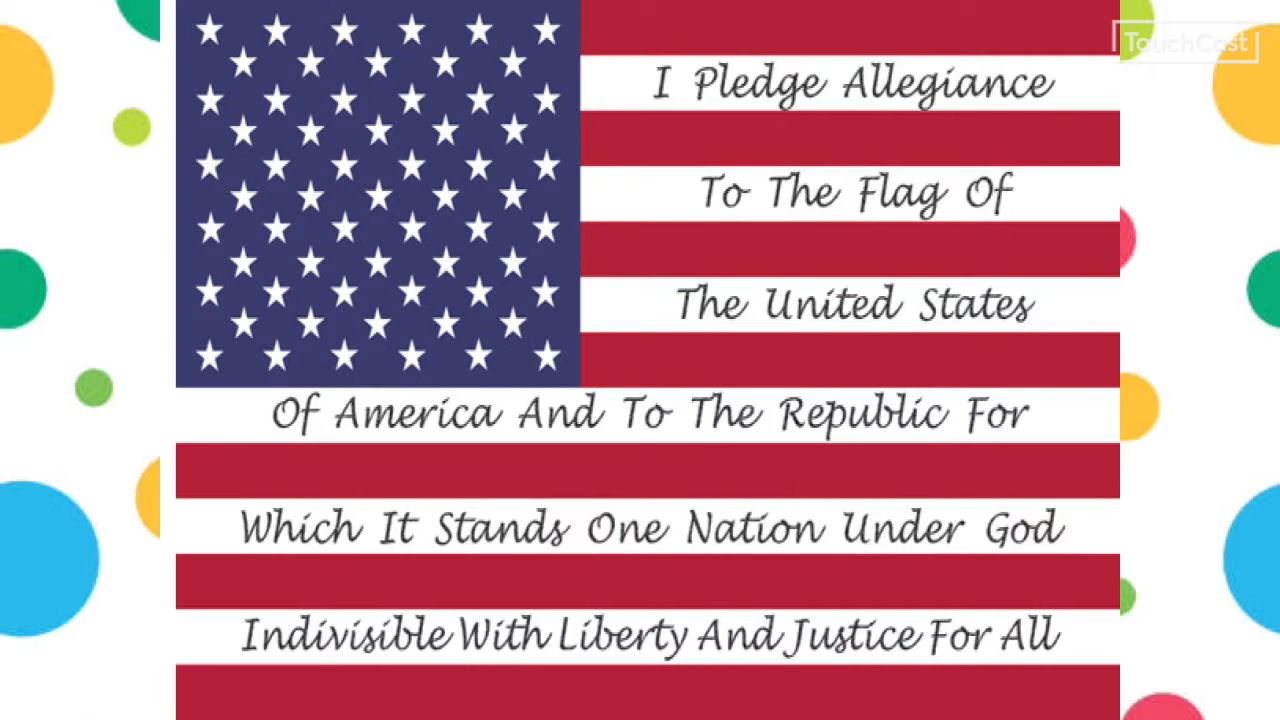 TouchCast
I Pledge Allegiance
To The Flag Of
The United States
Of America And To The Republic For
Which It Stands One Nation Under God
Indivisible With Liberty And Justice For All